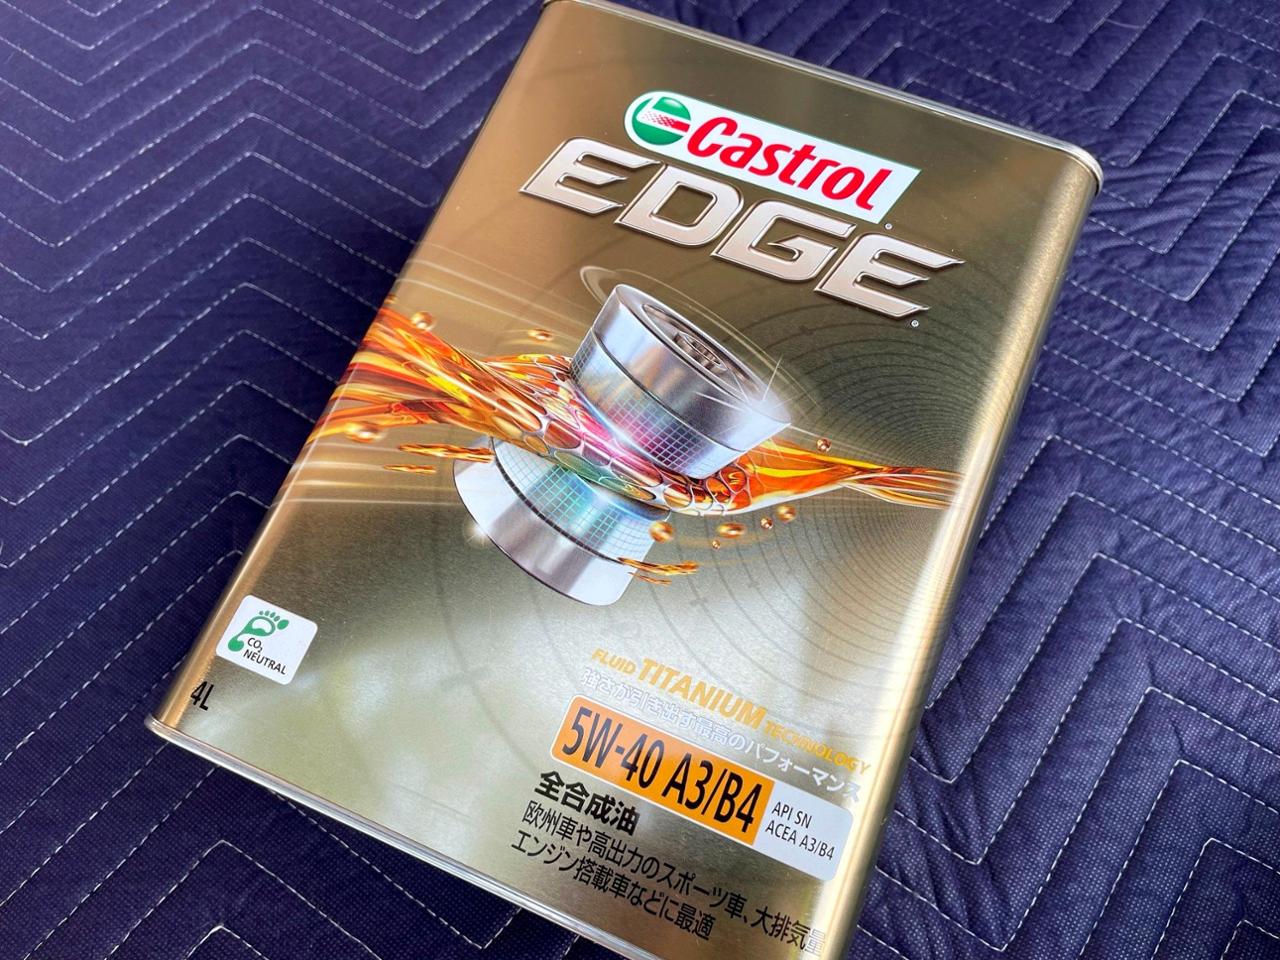 Castrol
EDGE
CO₂
NEUTRAL
4L
FLUID TITANIUM TECHNOLOGY
強さが引き出す最高のパフォーマンス
5W-40 A3/B4
API SN
ACEA A3/B4
全合成油
欧州車や高出力のスポーツ車、大排気量
エンジン搭載車などに最適